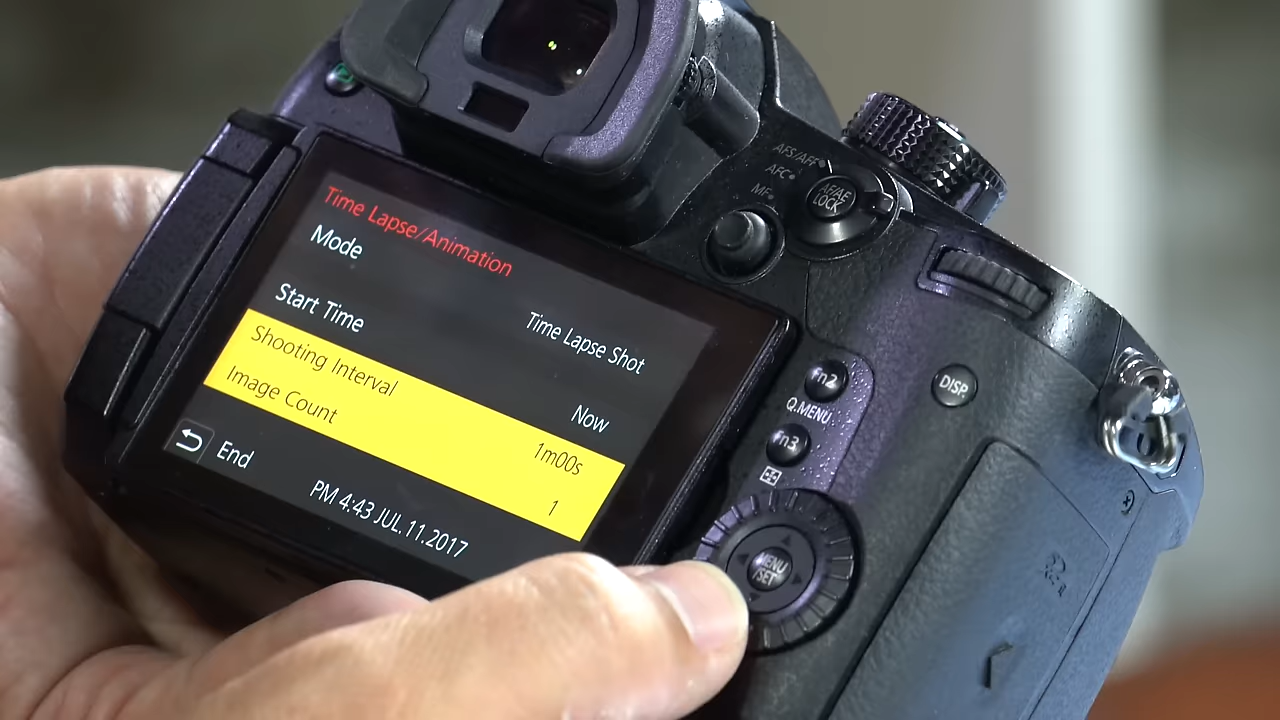 Time Lapse/Animation
Mode
Time Lapse Shot
Start Time
Now
Shooting Interval
1m00s
Image Count
1
End
PM 4:43 JUL.11.2017
AFS/AFF
AFC
MF
AF/AE
LOCK
Fn2
Q.MENU
Fn3
DISP.
MENU
/SET